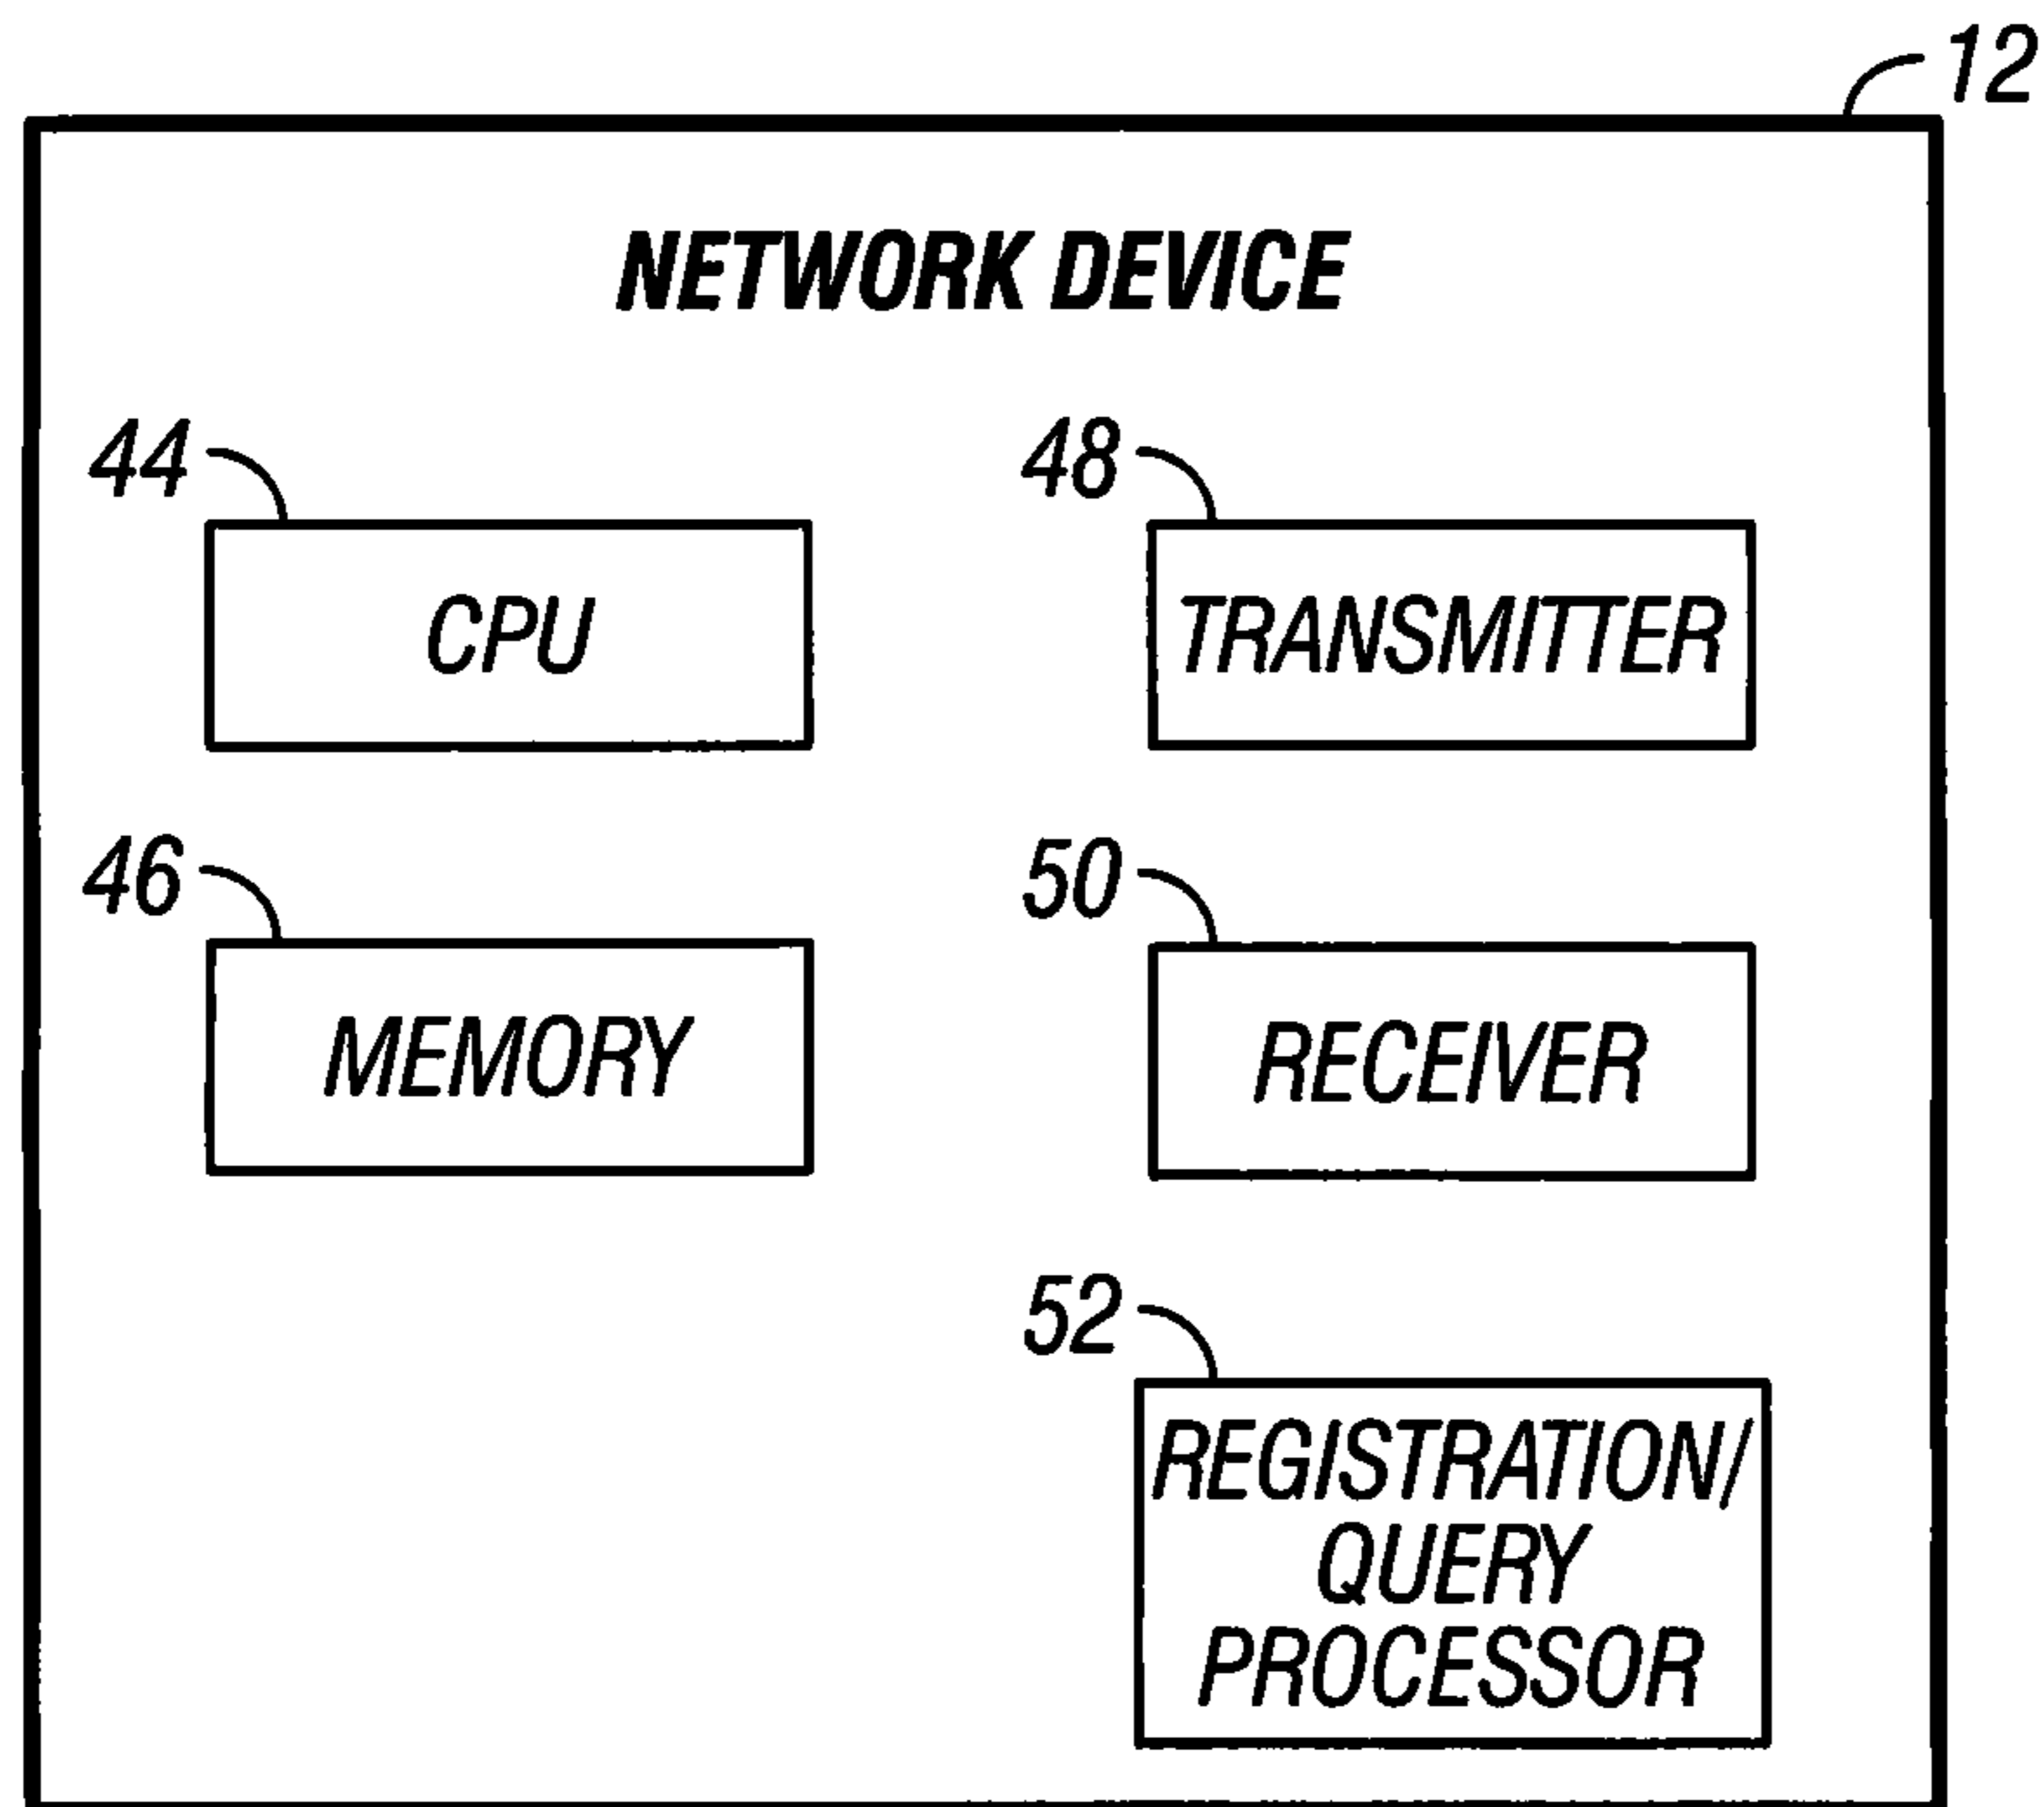 12
NETWORK DEVICE
44
48
CPU
TRANSMITTER
46
50
MEMORY
RECEIVER
52
REGISTRATION/
QUERY
PROCESSOR